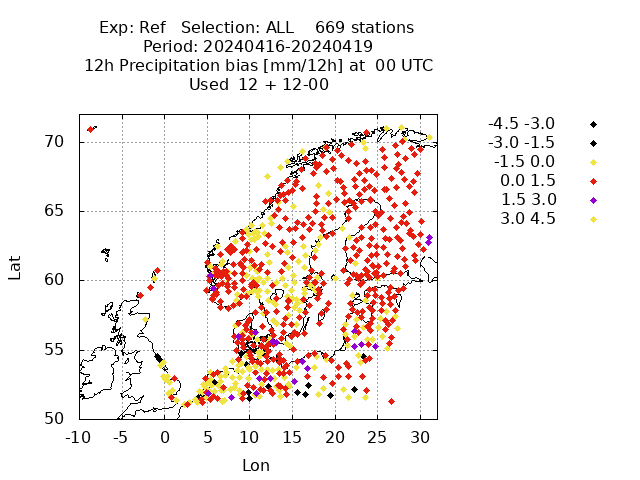 Exp: Ref   Selection: ALL    669 stations
Period: 20240416-20240419
12h Precipitation bias [mm/12h] at  00 UTC
Used  12 + 12-00
-4.5 -3.0
-3.0 -1.5
-1.5 0.0
0.0 1.5
1.5 3.0
3.0 4.5
70
65
60
55
50
Lat
-10 -5 0 5 10 15 20 25 30
Lon